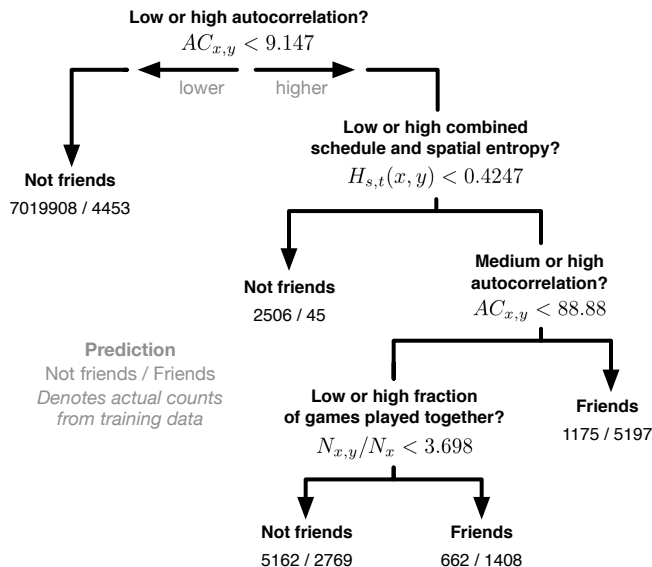 Low or high autocorrelation?
AC_{x,y} < 9.147
lower higher
Low or high combined
schedule and spatial entropy?
H_{s,t}(x, y) < 0.4247
Not friends
7019908 / 4453
Medium or high
autocorrelation?
AC_{x,y} < 88.88
Not friends
2506 / 45
Prediction
Not friends / Friends
Denotes actual counts
from training data
Low or high fraction
of games played together?
N_{x,y}/N_x < 3.698
Friends
1175 / 5197
Not friends
5162 / 2769
Friends
662 / 1408